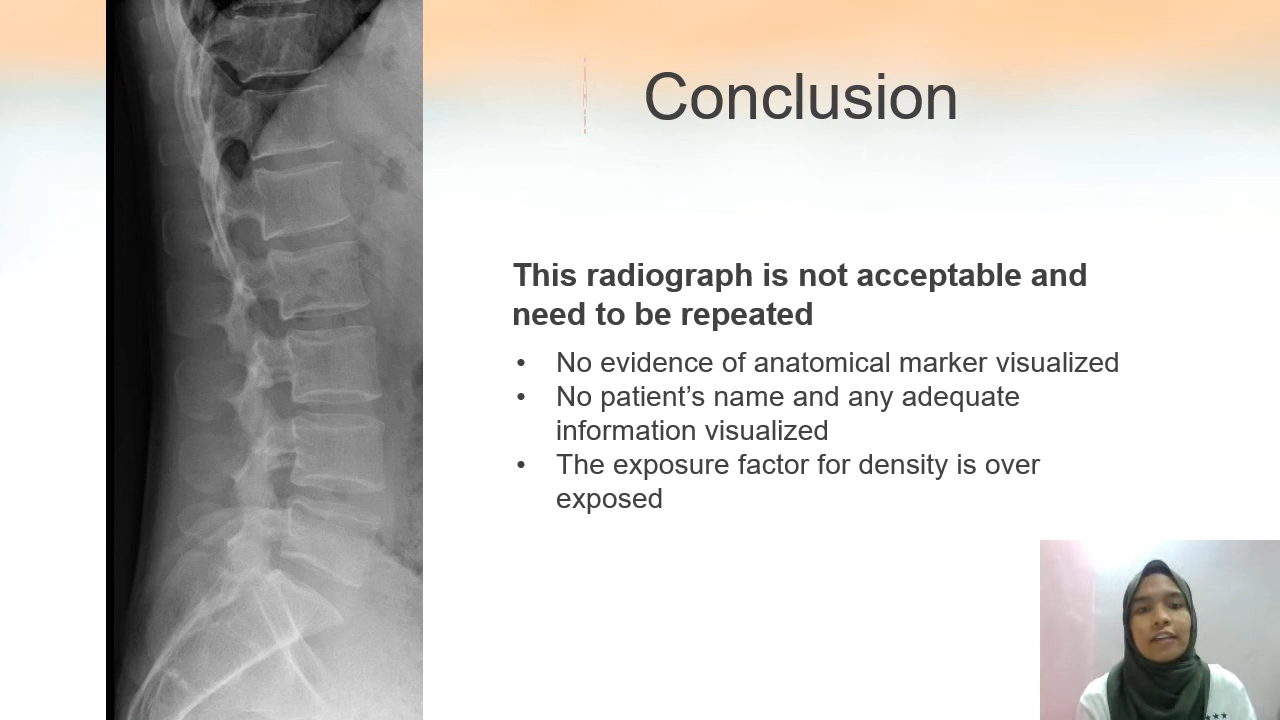 Conclusion
This radiograph is not acceptable and
need to be repeated
• No evidence of anatomical marker visualized
• No patient’s name and any adequate
information visualized
• The exposure factor for density is over
exposed